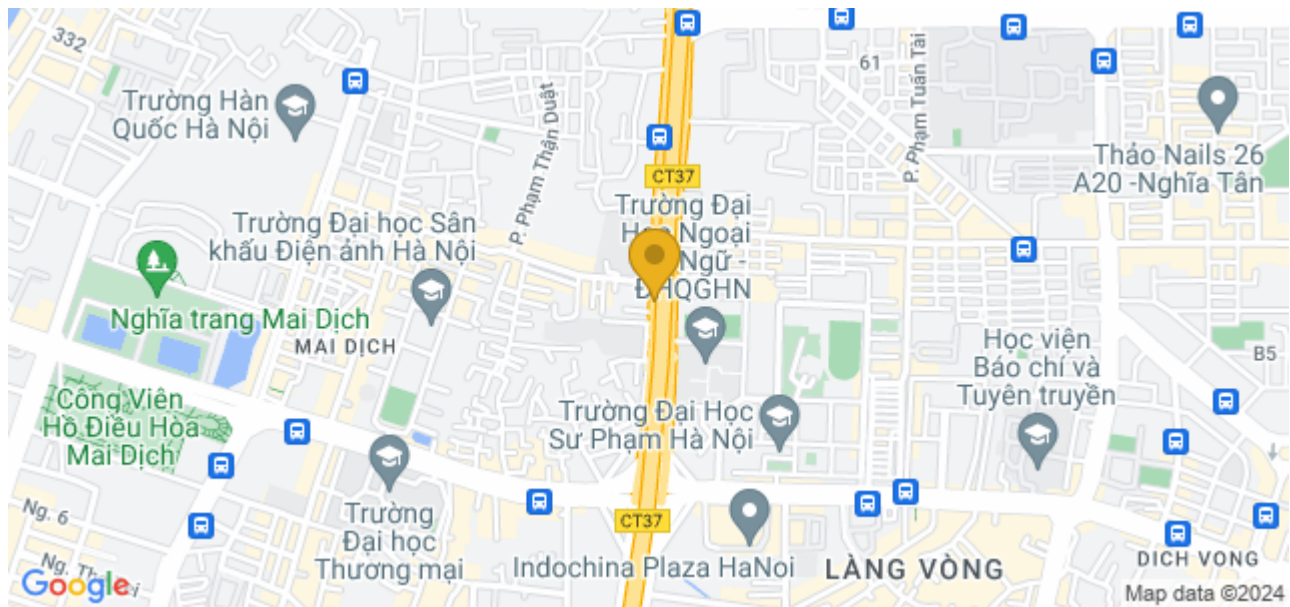 332
Trường Hàn
Quốc Hà Nội
P. Phạm Thận Duật
61
P. Phạm Tuấn Tài
Thảo Nails 26
A20 -Nghĩa Tân
CT37
Trường Đại
Ngoại
Ngữ -
ĐHQGHN
Trường Đại học Sân
khấu Điện ảnh Hà Nội
Nghĩa trang Mai Dịch
MAI DỊCH
Học viện
Báo chí và
Tuyên truyền
B5
Công Viên
Hồ Điều Hòa
Mai Dịch
Trường Đại Học
Sư Phạm Hà Nội
Ng. 6
Trường
Đại học
Thương mại
CT37
Indochina Plaza HaNoi
LÀNG VÒNG
DICH VONG
Google
Map data ©2024